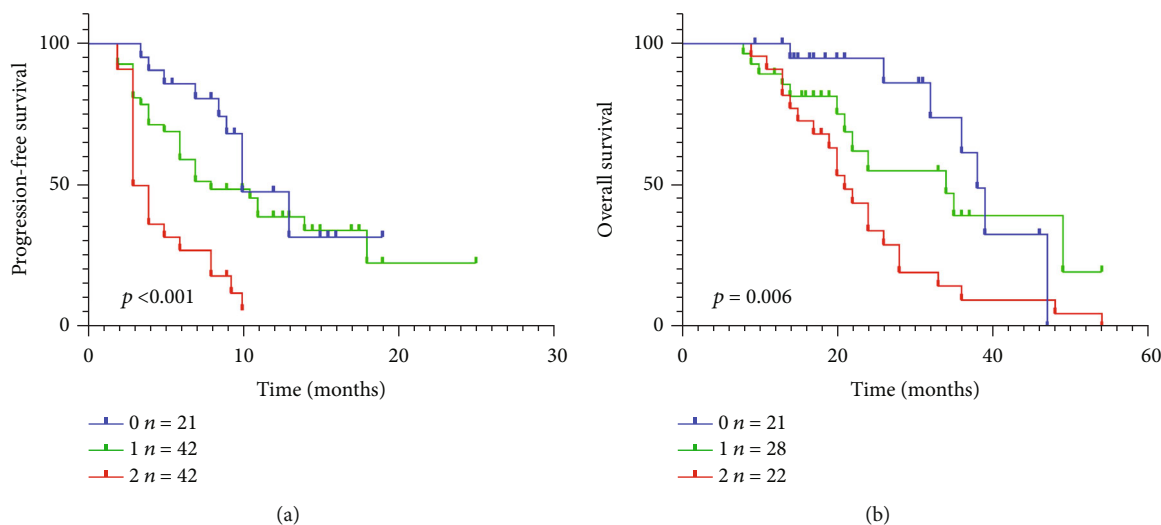 100
50
0
Progression-free survival
p <0.001
0 10 20 30
Time (months)
0 n = 21
1 n = 42
2 n = 42
(a)
100
50
0
Overall survival
p = 0.006
0 20 40 60
Time (months)
0 n = 21
1 n = 28
2 n = 22
(b)